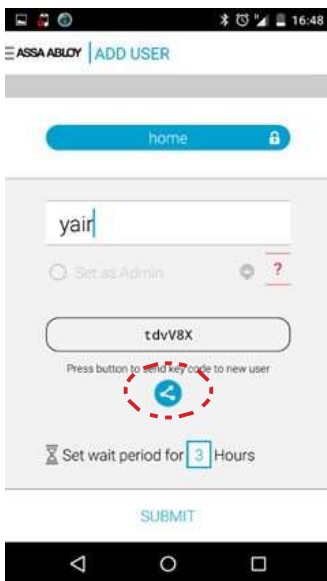 16:48
ASSA ABLOY ADD USER
home
yair
Set as Admin ?
tdvV8X
Press button to send key code to new user
Set wait period for 3 Hours
SUBMIT